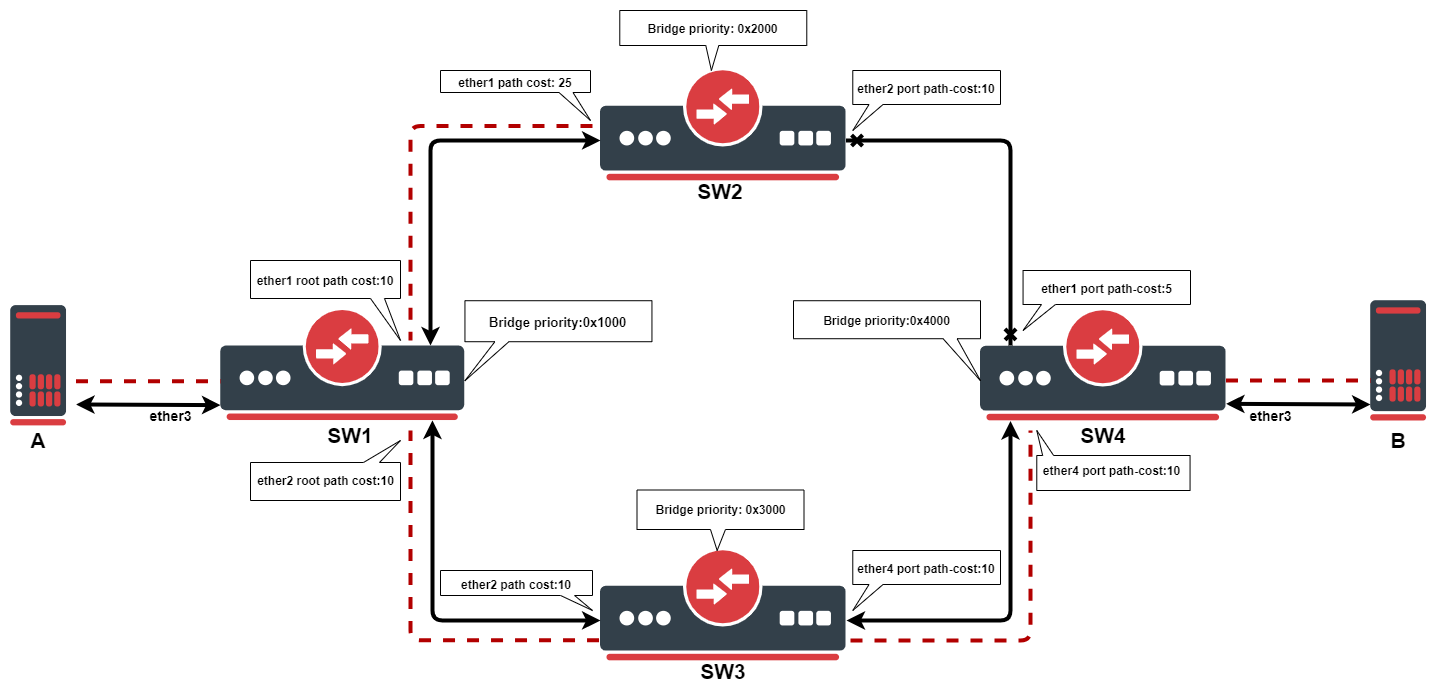 Bridge priority: 0x2000
ether1 path cost: 25
ether2 port path-cost:10
SW2
ether1 root path cost:10
ether1 port path-cost:5
Bridge priority:0x1000
Bridge priority:0x4000
ether3
ether3
A
SW1
SW4
B
ether2 root path cost:10
ether4 port path-cost:10
Bridge priority: 0x3000
ether2 path cost:10
ether4 port path-cost:10
SW3